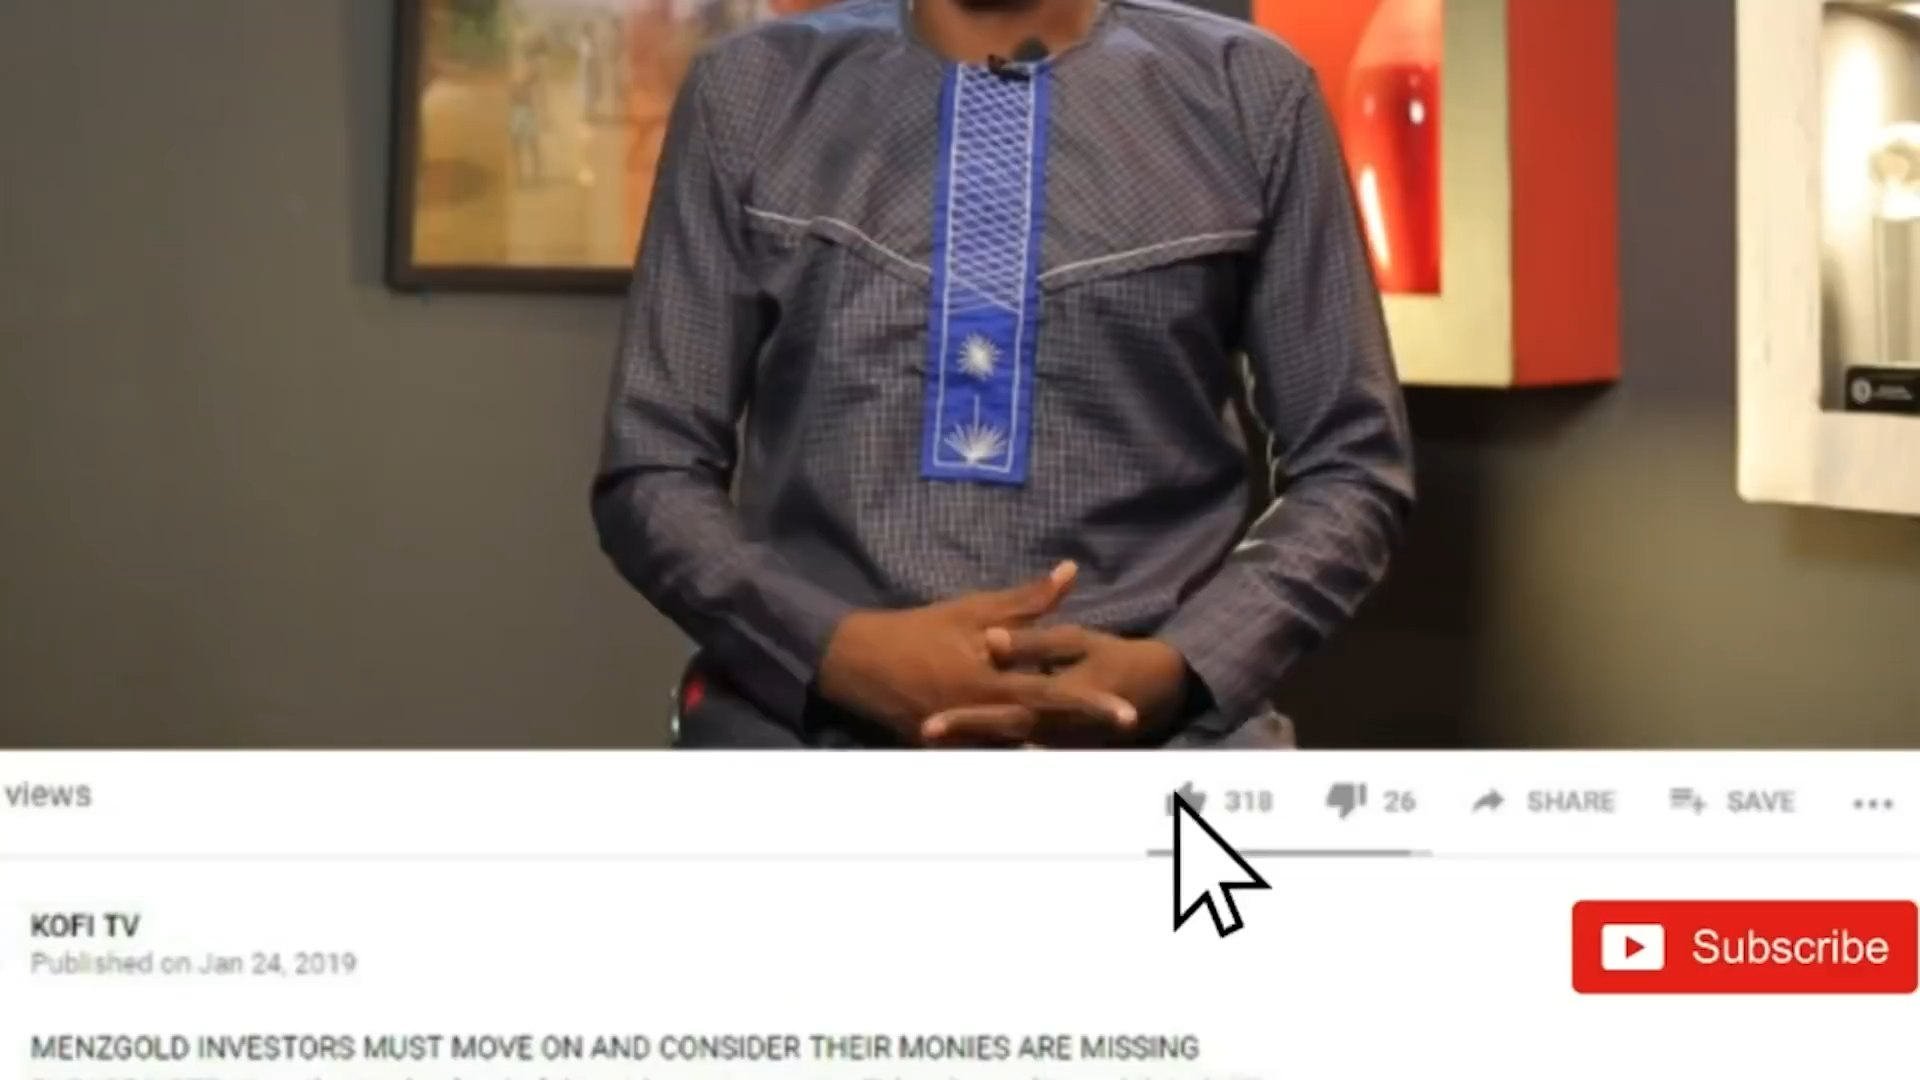 views
318
26
SHARE
SAVE
KOFI TV
Published on Jan 24, 2019
Subscribe
MENZGOLD INVESTORS MUST MOVE ON AND CONSIDER THEIR MONIES ARE MISSING